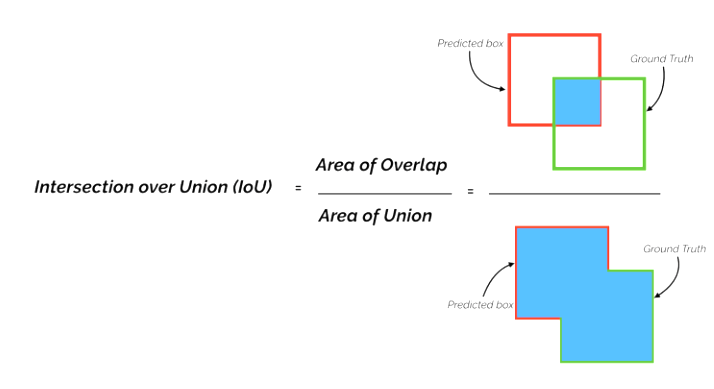 Predicted box
Ground Truth
Intersection over Union (IoU) = Area of Overlap =
Area of Union
Ground Truth
Predicted box